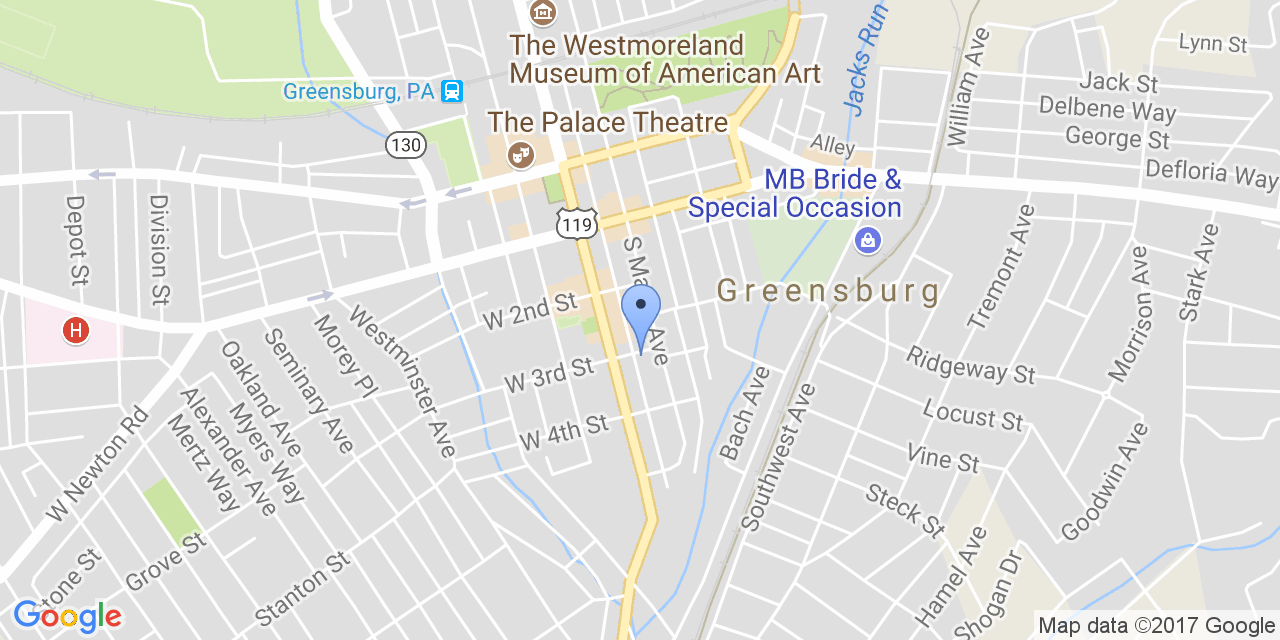 The Westmoreland
Museum of American Art
Greensburg, PA
The Palace Theatre
130
Jacks Run
William Ave
Lynn St
Jack St
Delbene Way
George St
Alley
Defloria Way
MB Bride &
Special Occasion
119
Depot St
Division St
S Ma
Ave
Greensburg
Tremont Ave
Morrison Ave
Stark Ave
H
W 2nd St
W 3rd St
W 4th St
Westminster Ave
Morey Pl
Seminary Ave
Oakland Ave
Myers Way
Alexander Ave
Mertz Way
W Newton Rd
Bach Ave
Southwest Ave
Ridgeway St
Locust St
Vine St
Steck St
Goodwin Ave
Hamel Ave
Shogan Dr
Grove St
Stanton St
Stone St
Google
Map data ©2017 Google